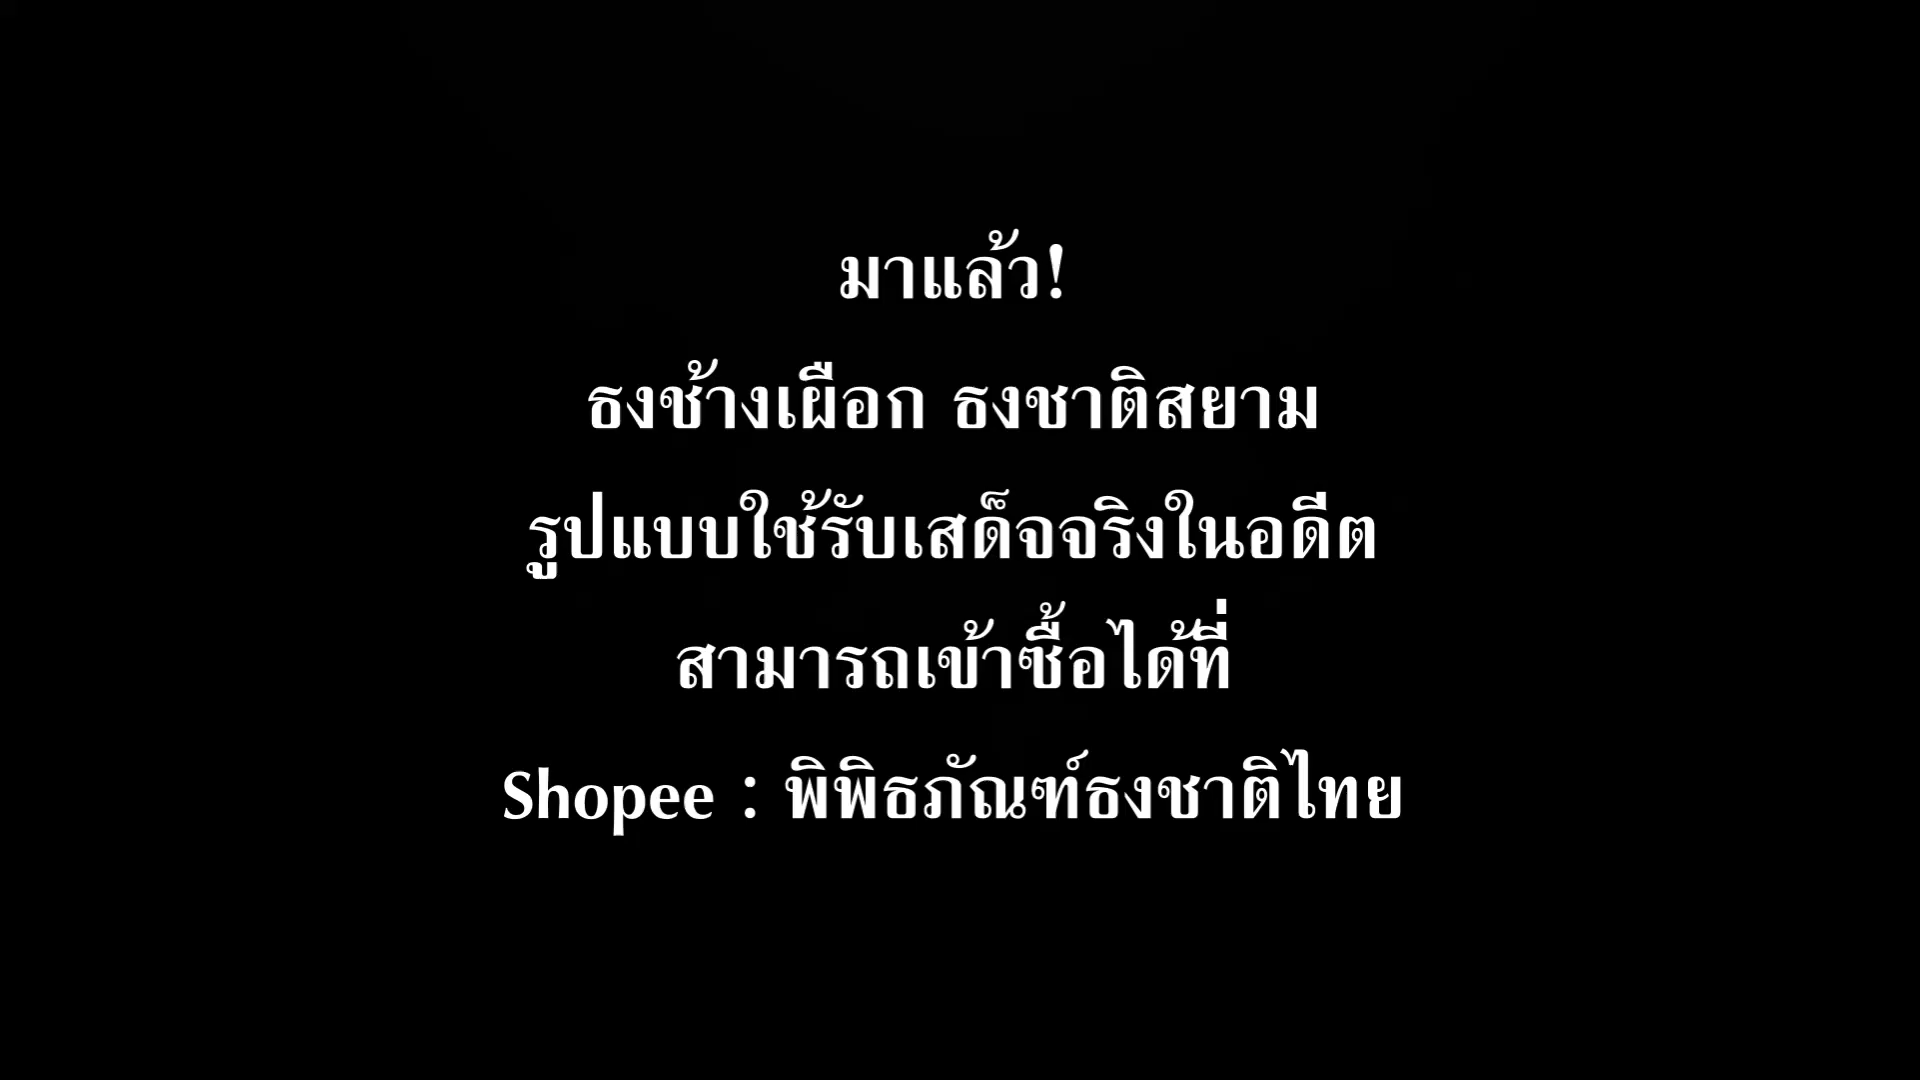 มาแล้ว!
ธงช้างเผือก ธงชาติสยาม
รูปแบบใช้รับเสด็จจริงในอดีต
สามารถเข้าซื้อได้ที่
Shopee : พิพิธภัณฑ์ธงชาติไทย